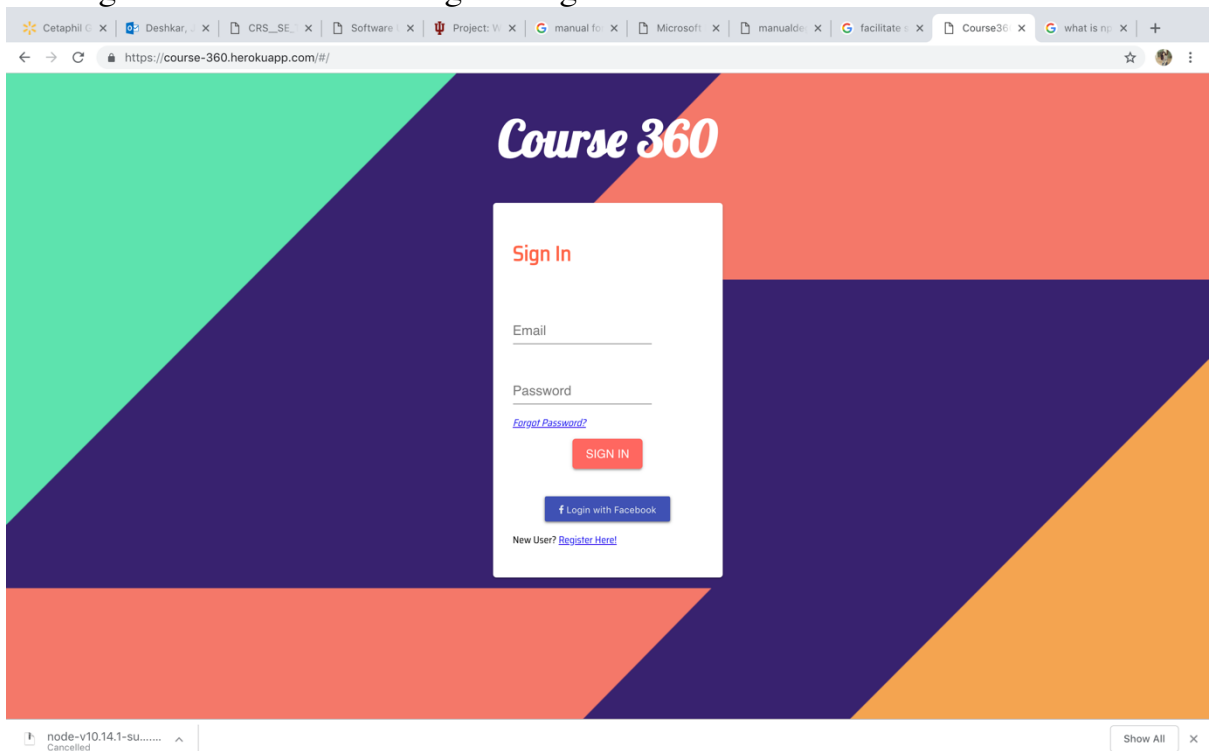 Cetaphil G
Deshkar, J
CRS_SE_
Software
Project: W
manual fo
Microsoft
manualde
facilitate s
Course36
what is np
https://course-360.herokuapp.com/#/
Course 360
Sign In
Email
Password
Forgot Password?
SIGN IN
f Login with Facebook
New User? Register Here!
node-v10.14.1-su.......
Cancelled
Show All